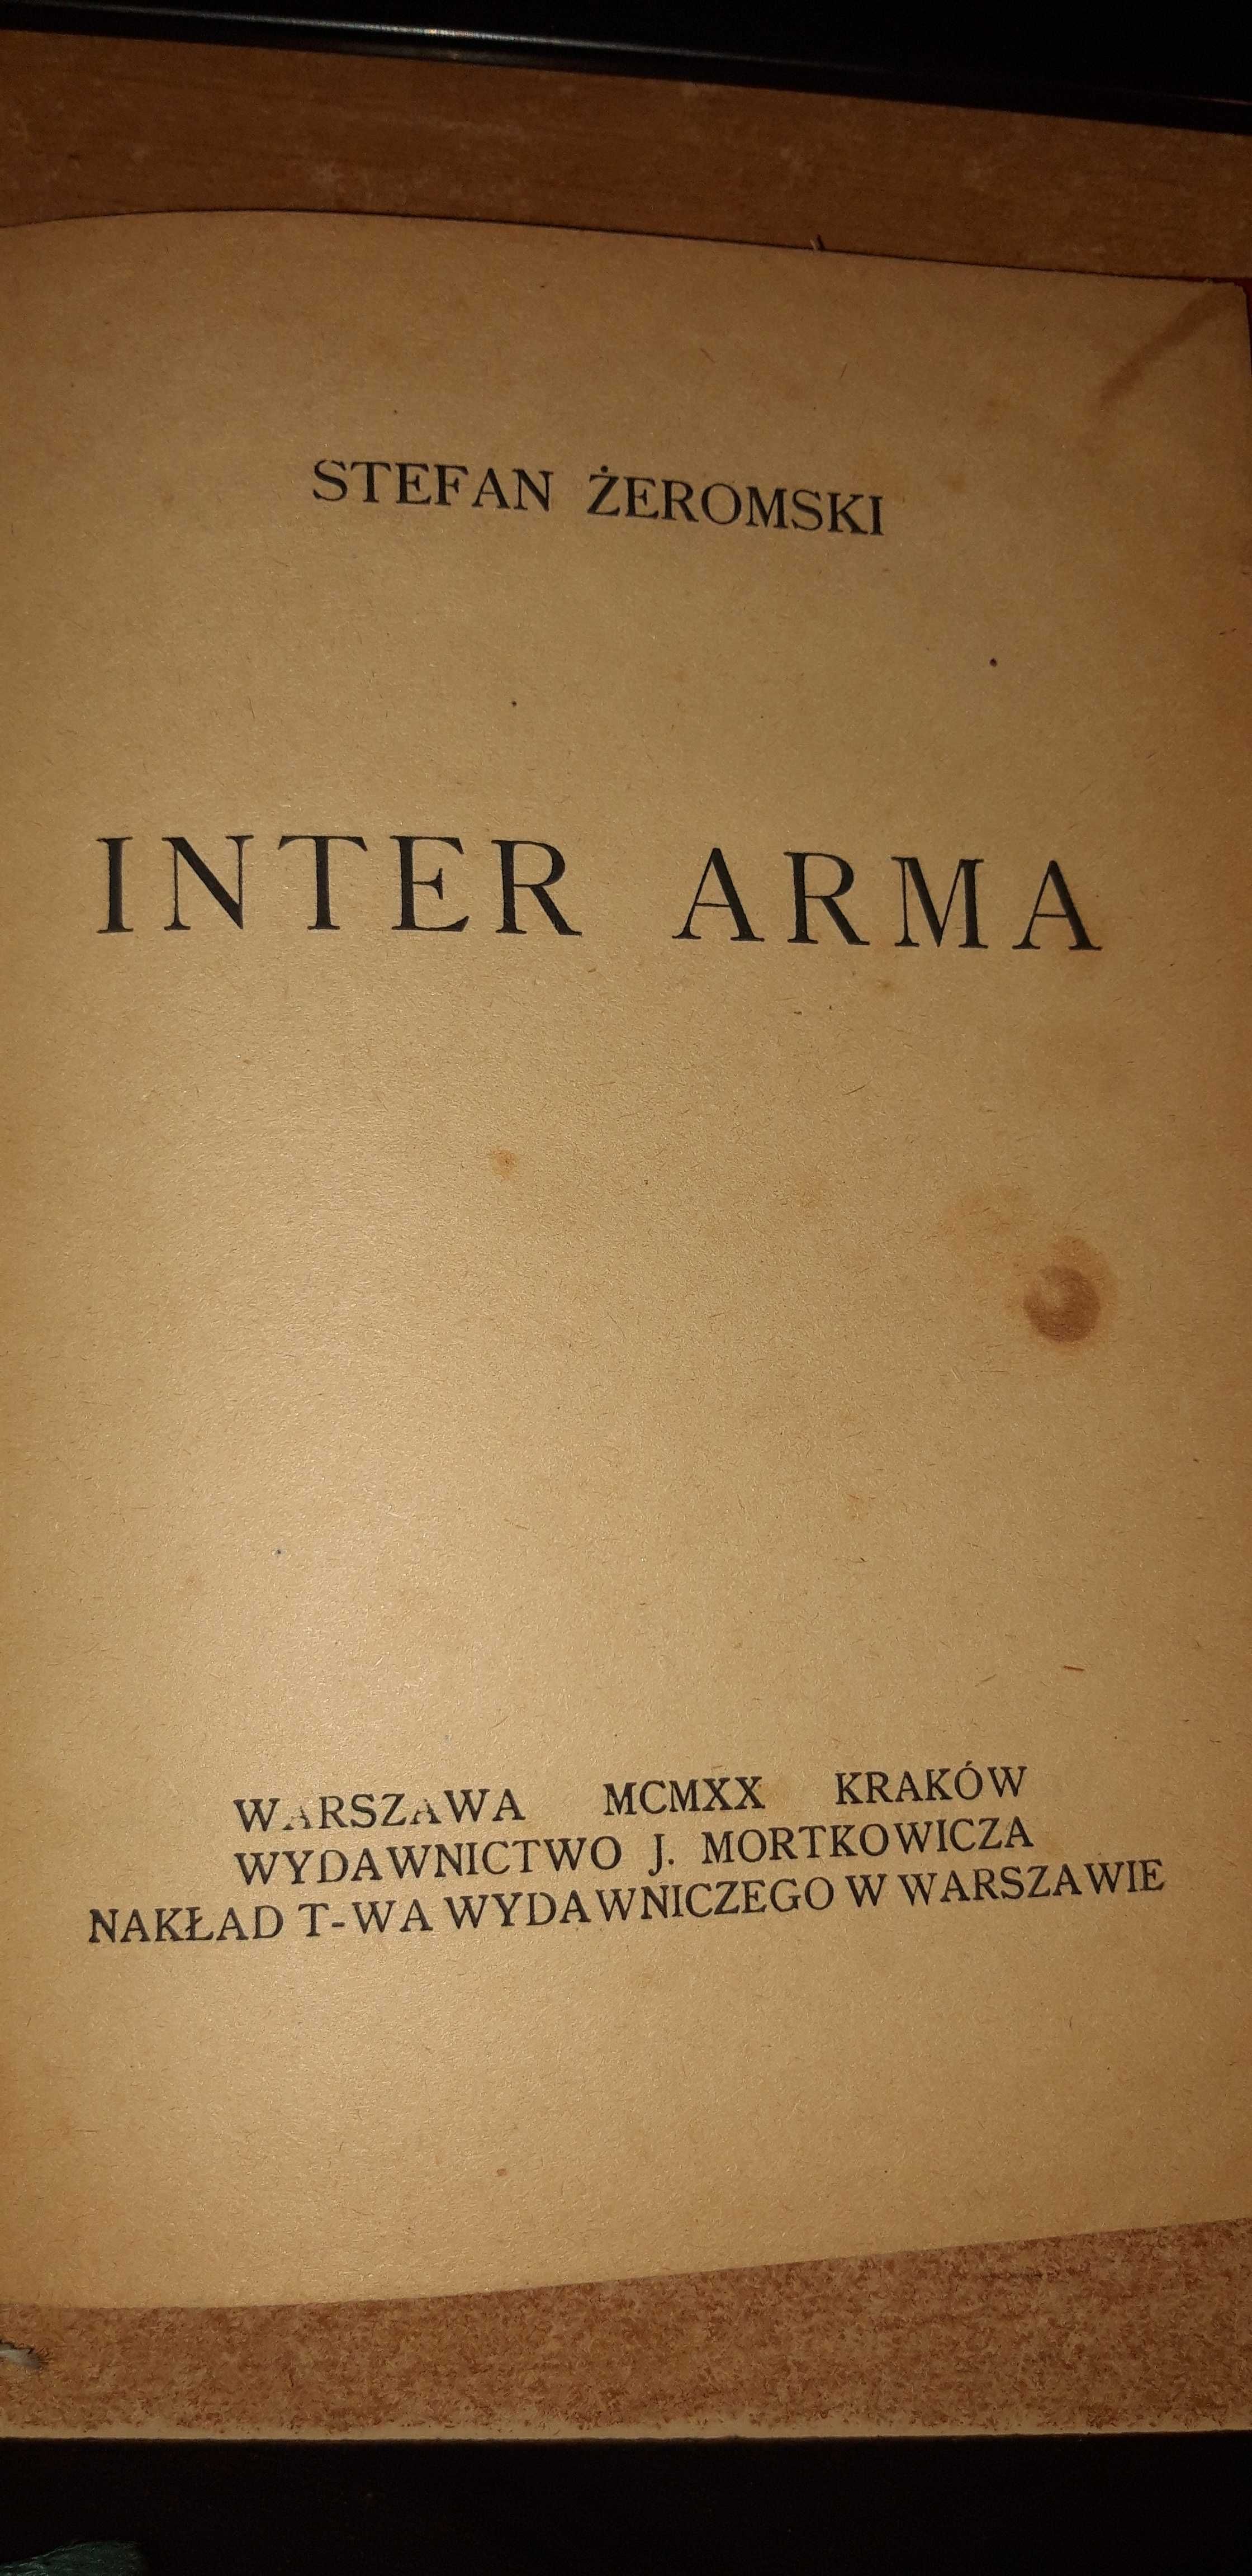 STEFAN ŻEROMSKI
INTER ARMA
WARSZAWA MCMXX KRAKÓW
WYDAWNICTWO J. MORTKOWICZA
NAKŁAD T-WA WYDAWNICZEGO W WARSZAWIE